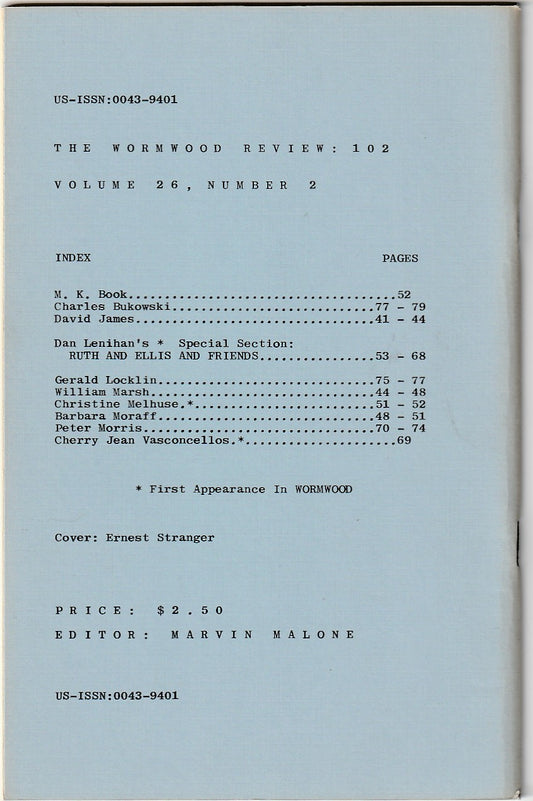 US-ISSN:0043-9401
THE WORMWOOD REVIEW: 102
VOLUME 26, NUMBER 2
INDEX PAGES
M. K. Book.....................................52
Charles Bukowski............................77 - 79
David James.................................41 - 44
Dan Lenihan's * Special Section:
RUTH AND ELLIS AND FRIENDS................53 - 68
Gerald Locklin..............................75 - 77
William Marsh...............................44 - 48
Christine Melhuse.*.........................51 - 52
Barbara Moraff..............................48 - 51
Peter Morris................................70 - 74
Cherry Jean Vasconcellos.*.....................69
* First Appearance In WORMWOOD
Cover: Ernest Stranger
PRICE: $2.50
EDITOR: MARVIN MALONE
US-ISSN:0043-9401